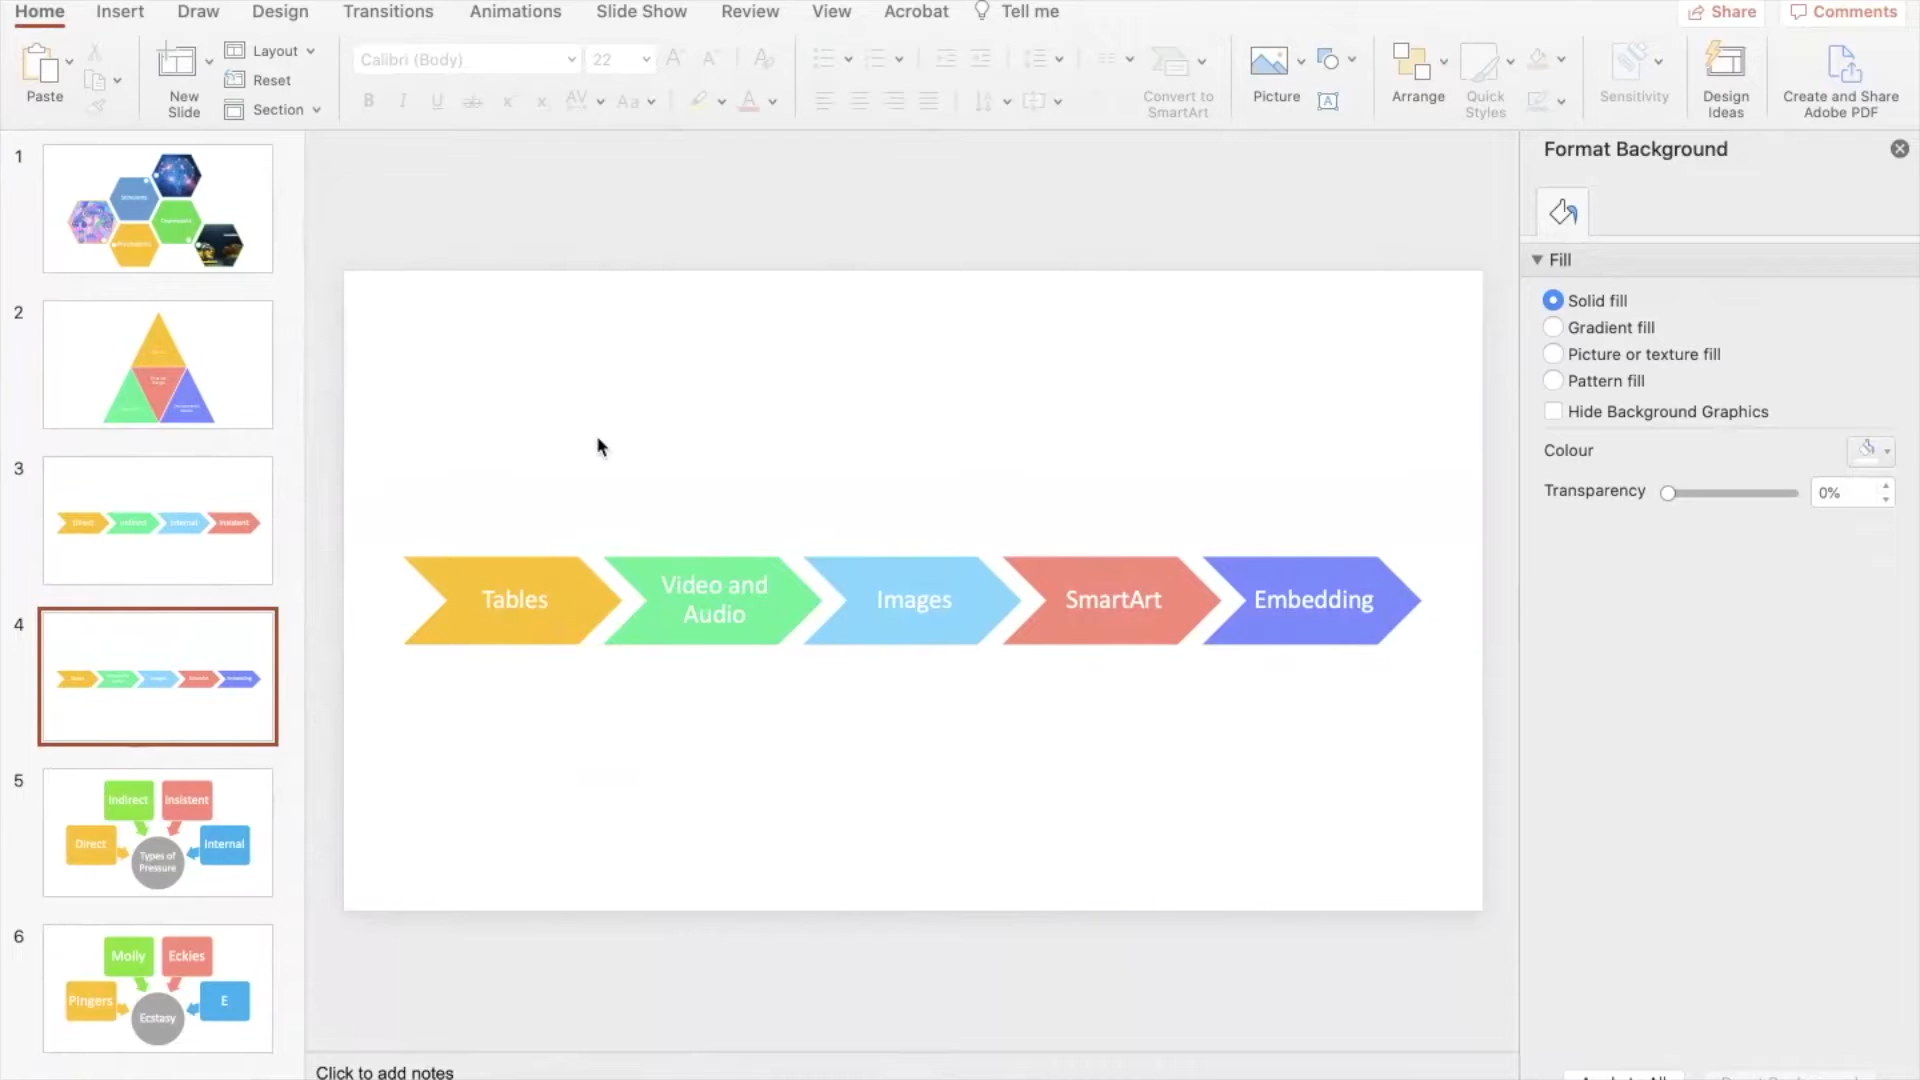 Home Insert Draw Design Transitions Animations Slide Show Review View Acrobat Tell me Share Comments
Paste
New Slide
Layout
Reset
Section
Calibri (Body) 22
Convert to SmartArt
Picture
Arrange
Quick Styles
Sensitivity
Design Ideas
Create and Share Adobe PDF
1
2
3
Direct Indirect Internal Insistent
4
5
Indirect Insistent
Direct Internal
Types of
Pressure
6
Molly Eckies
Pingers E
Ecstasy
Tables
Video and
Audio
Images
SmartArt
Embedding
Click to add notes
Format Background
Fill
Solid fill
Gradient fill
Picture or texture fill
Pattern fill
Hide Background Graphics
Colour
Transparency 0%